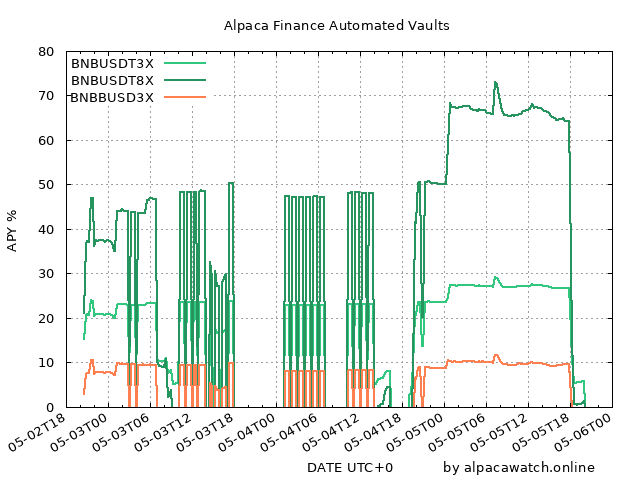 Alpaca Finance Automated Vaults
80
70
60
50
40
30
20
10
0
APY %
BNBUSDT3X
BNBUSDT8X
BNBBUSD3X
05-02T18
05-03T00
05-03T06
05-03T12
05-03T18
05-04T00
05-04T06
05-04T12
05-04T18
05-05T00
05-05T06
05-05T12
05-05T18
05-06T00
DATE UTC+0
by alpacawatch.online